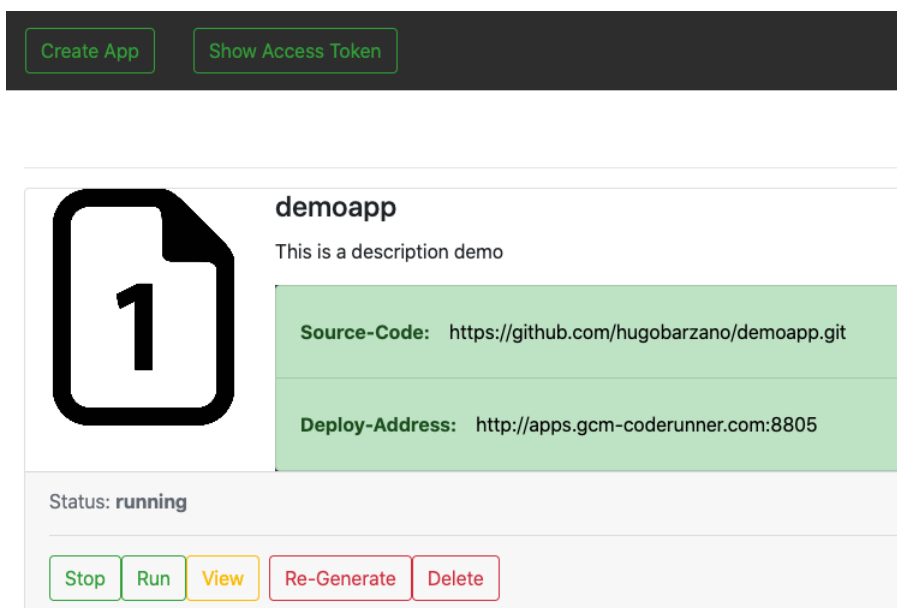 Create App Show Access Token
demoapp
This is a description demo
1
Source-Code: https://github.com/hugobarzano/demoapp.git
Deploy-Address: http://apps.gcm-coderunner.com:8805
Status: running
Stop Run View Re-Generate Delete